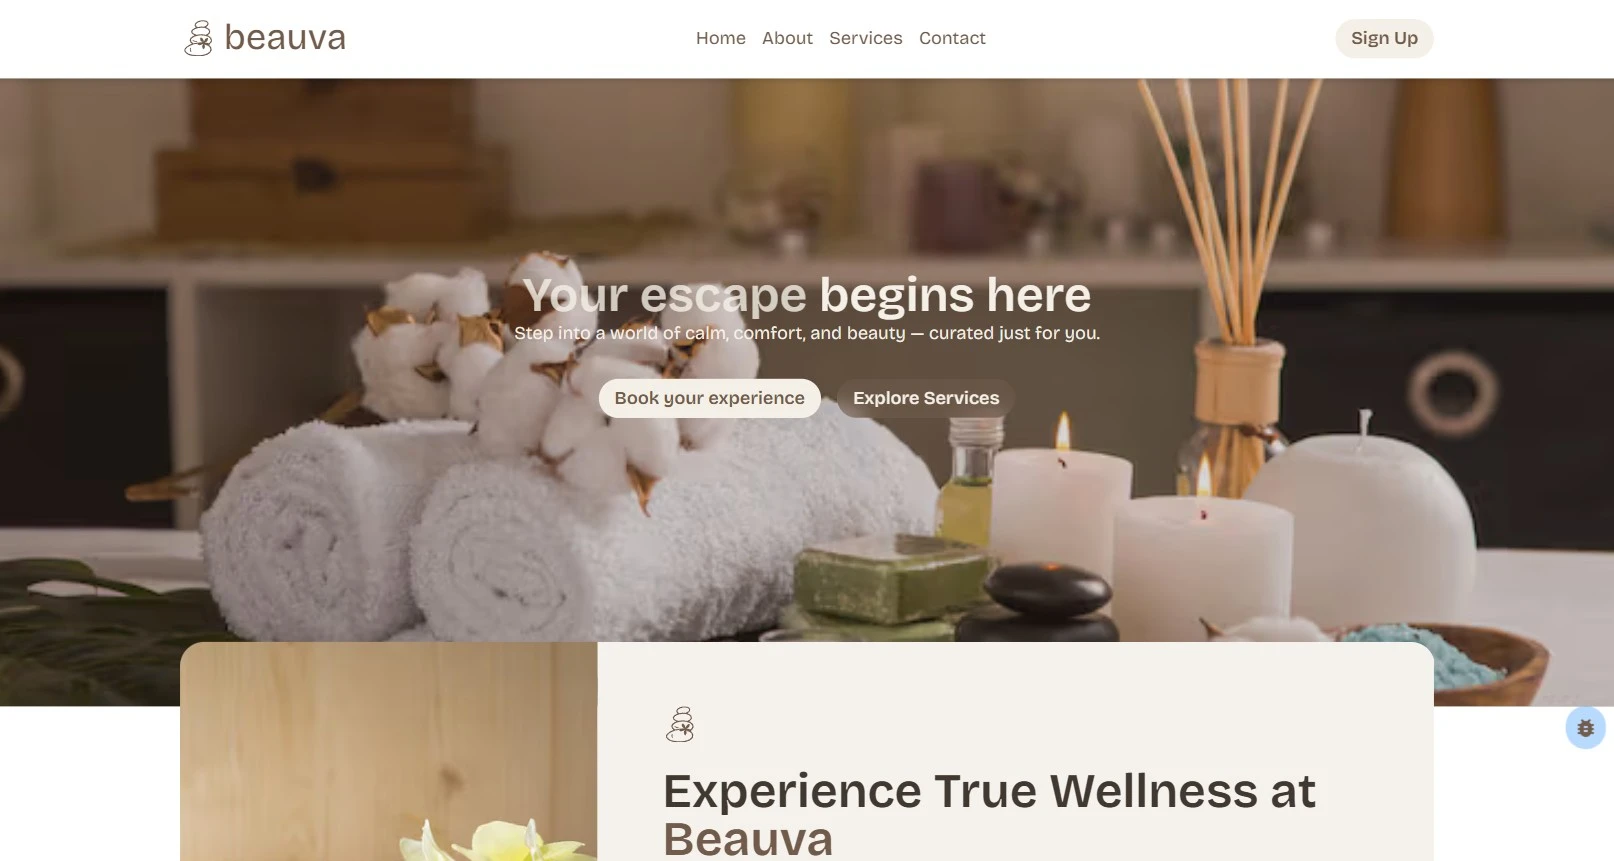 beauva
Home About Services Contact
Sign Up
Your escape begins here
Step into a world of calm, comfort, and beauty — curated just for you.
Book your experience
Explore Services
Experience True Wellness at
Beauva